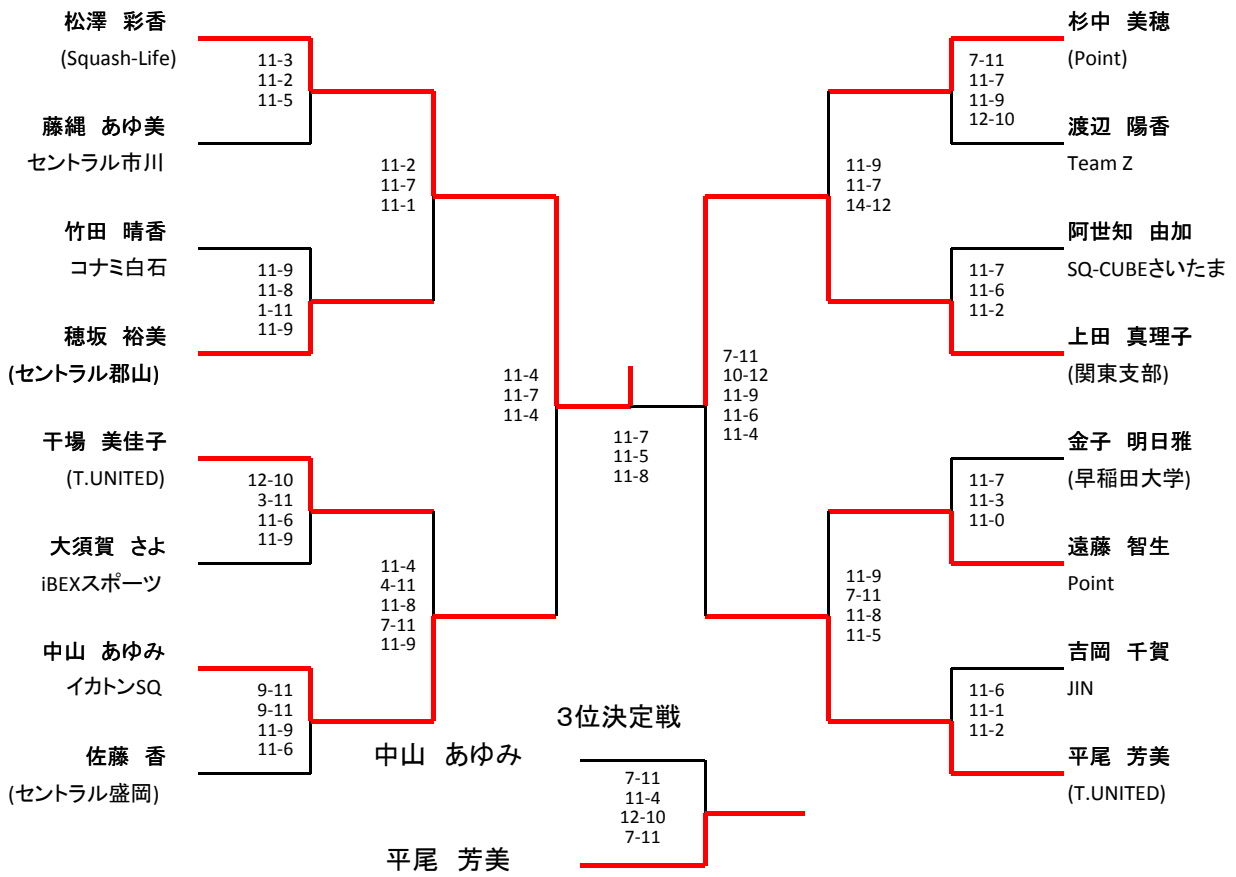 松澤 彩香
(Squash-Life)
藤縄 あゆ美
セントラル市川
竹田 晴香
コナミ白石
穂坂 裕美
(セントラル郡山)
干場 美佳子
(T.UNITED)
大須賀 さよ
iBEXスポーツ
中山 あゆみ
イカトンSQ
佐藤 香
(セントラル盛岡)
11-3
11-2
11-5
11-9
11-8
1-11
11-9
12-10
3-11
11-6
11-9
9-11
9-11
11-9
11-6
11-2
11-7
11-1
11-4
4-11
11-8
7-11
11-9
11-4
11-7
11-4
11-7
11-5
11-8
7-11
10-12
11-9
11-6
11-4
11-9
11-7
14-12
11-9
7-11
11-8
11-5
7-11
11-7
11-9
12-10
11-7
11-6
11-2
11-7
11-3
11-0
11-6
11-1
11-2
杉中 美穂
(Point)
渡辺 陽香
Team Z
阿世知 由加
SQ-CUBEさいたま
上田 真理子
(関東支部)
金子 明日雅
(早稲田大学)
遠藤 智生
Point
吉岡 千賀
JIN
平尾 芳美
(T.UNITED)
3位決定戦
中山 あゆみ
7-11
11-4
12-10
7-11
平尾 芳美